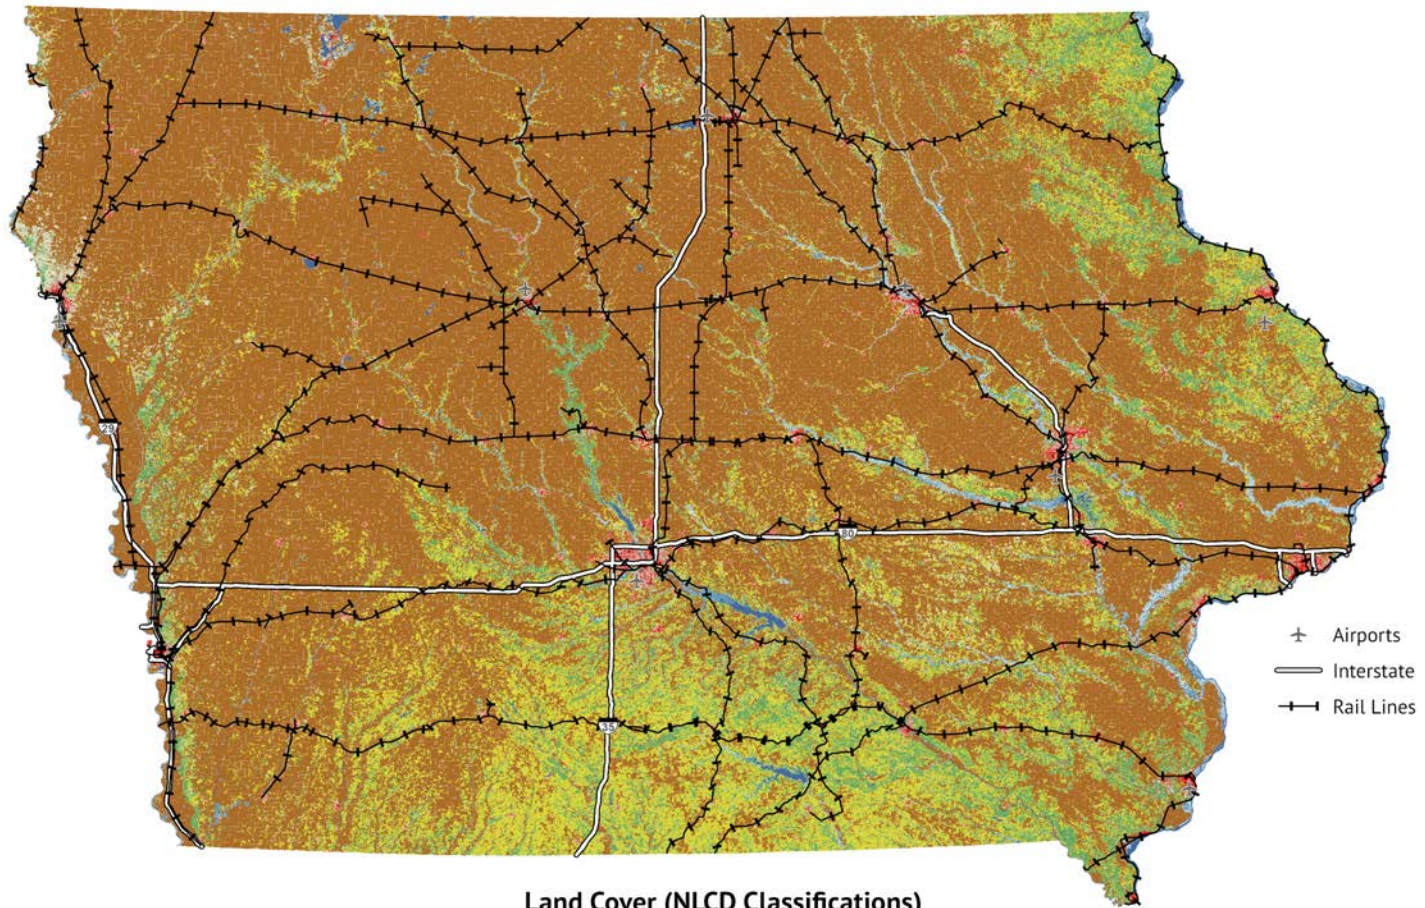 29
80
35
Airports
Interstate
Rail Lines
Land Cover (NLCD Classifications)